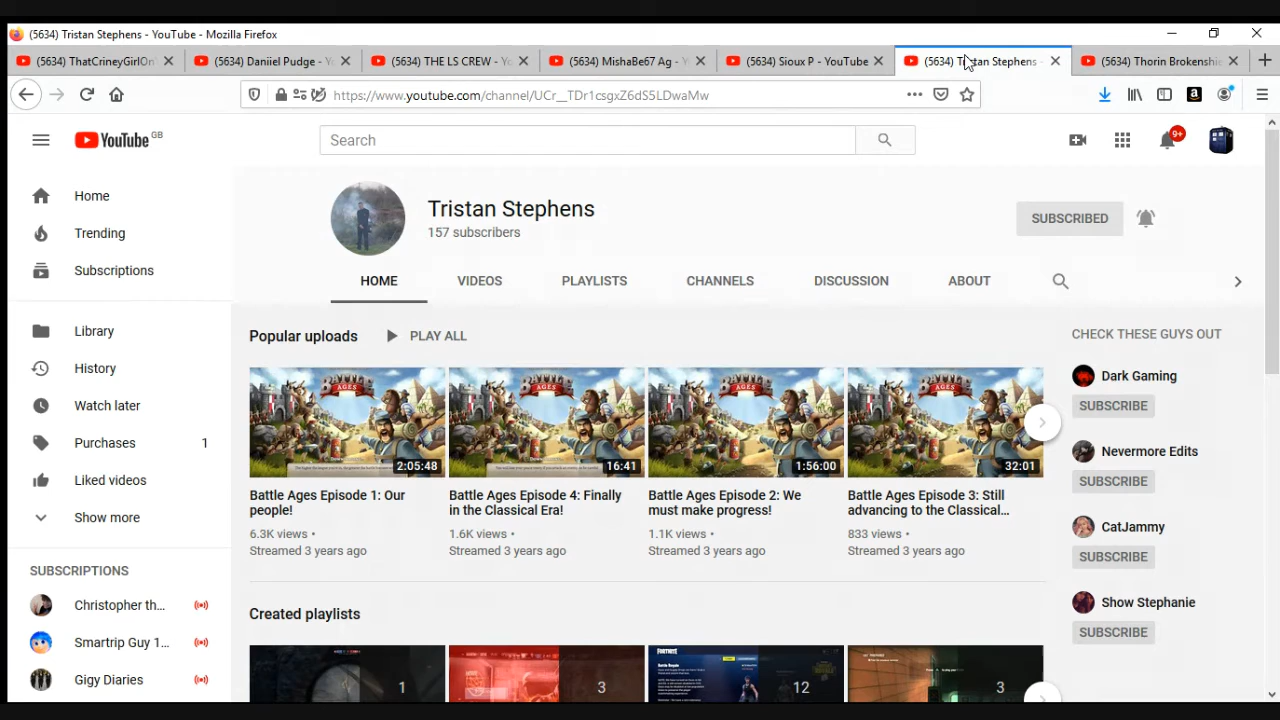 (5634) Tristan Stephens - YouTube - Mozilla Firefox
(5634) ThatCrineyGirlOn
(5634) Daniiel Pudge -
(5634) THE LS CREW -
(5634) MishaBe67 Ag -
(5634) Sioux P - YouTube
(5634) Tristan Stephens -
(5634) Thorin Brokenshi
https://www.youtube.com/channel/UCr__TDr1csgxZ6dS5LDwaMw
YouTube GB
Search
9+
Home
Trending
Subscriptions
Library
History
Watch later
Purchases 1
Liked videos
Show more
SUBSCRIPTIONS
Christopher th...
Smartrip Guy 1...
Gigy Diaries
Tristan Stephens
157 subscribers
SUBSCRIBED
HOME VIDEOS PLAYLISTS CHANNELS DISCUSSION ABOUT
Popular uploads PLAY ALL
AGES
2:05:48
AGES
16:41
AGES
1:56:00
AGES
32:01
Battle Ages Episode 1: Our
people!
6.3K views •
Streamed 3 years ago
Battle Ages Episode 4: Finally
in the Classical Era!
1.6K views •
Streamed 3 years ago
Battle Ages Episode 2: We
must make progress!
1.1K views •
Streamed 3 years ago
Battle Ages Episode 3: Still
advancing to the Classical...
833 views •
Streamed 3 years ago
Created playlists
FORTNITE
12
3
CHECK THESE GUYS OUT
Dark Gaming
SUBSCRIBE
Nevermore Edits
SUBSCRIBE
CatJammy
SUBSCRIBE
Show Stephanie
SUBSCRIBE